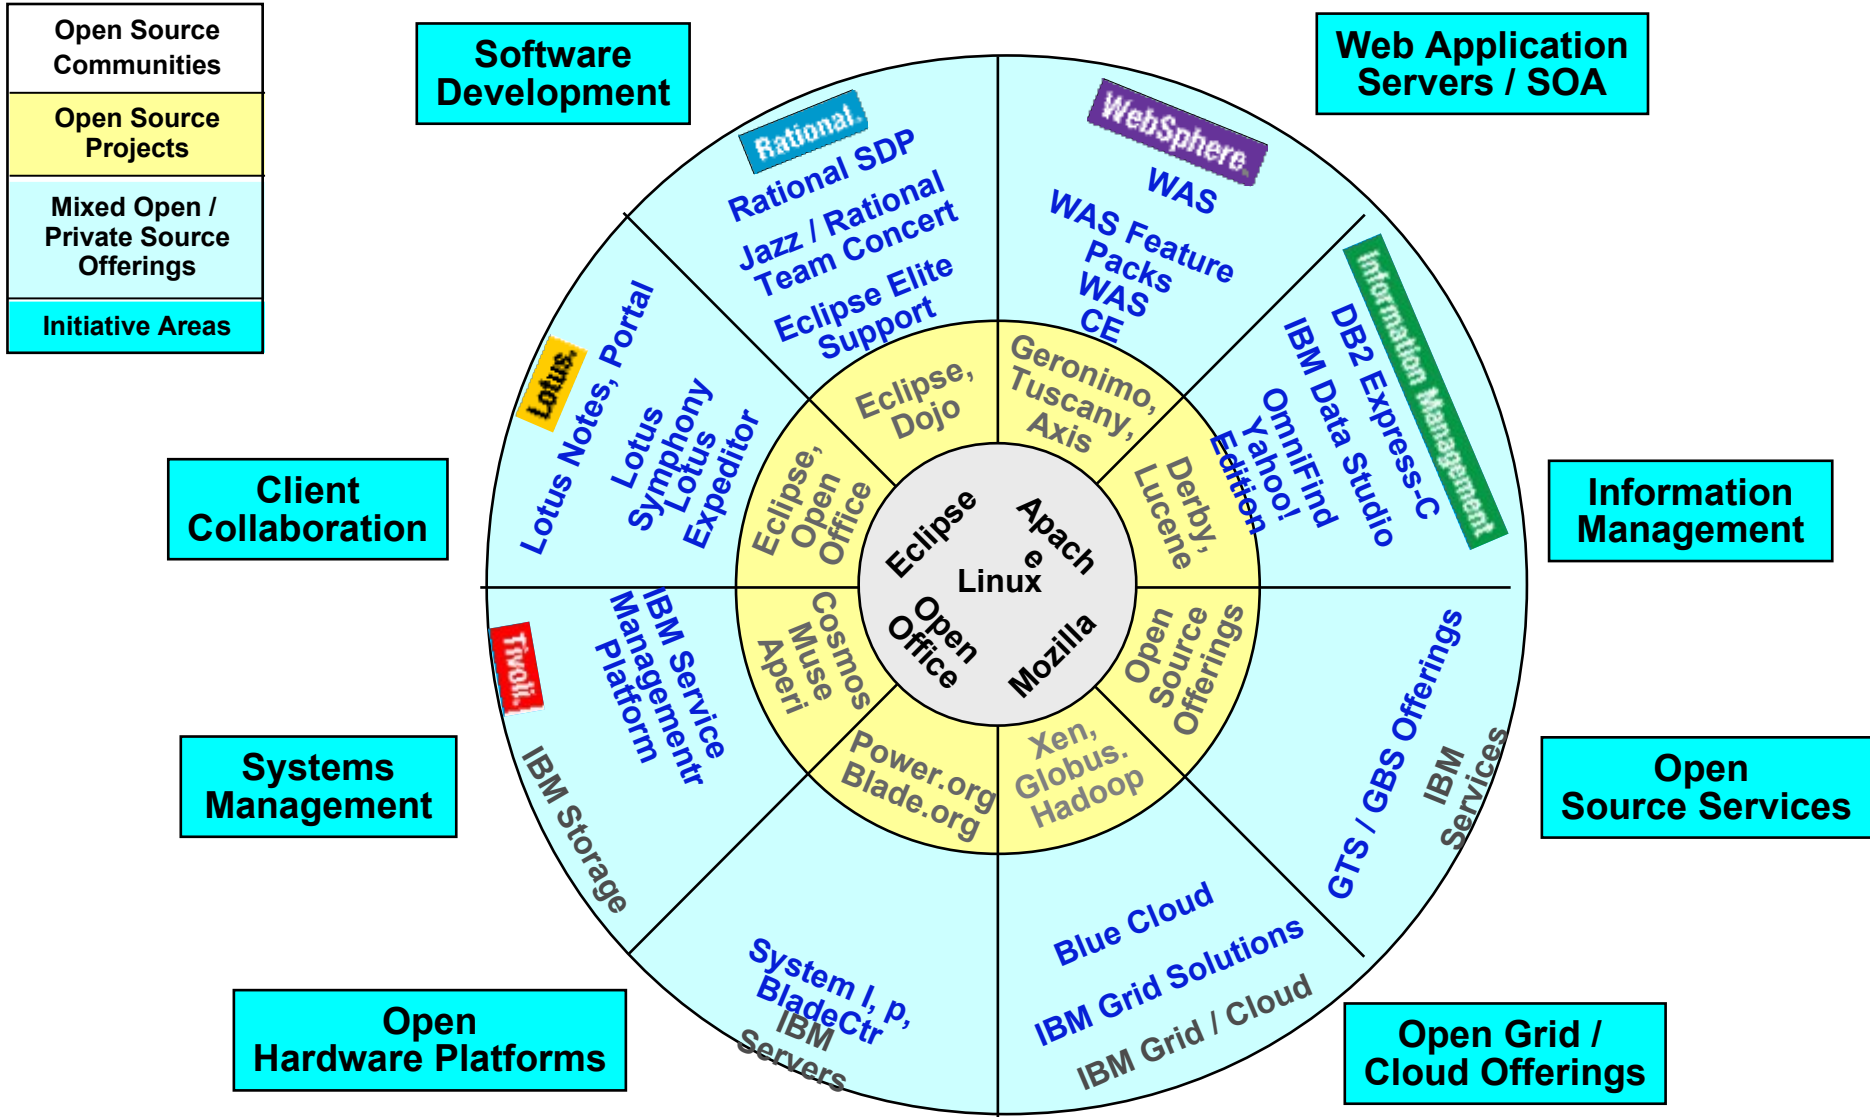 Open Source
Communities
Open Source
Projects
Mixed Open /
Private Source
Offerings
Initiative Areas
Software
Development
Web Application
Servers / SOA
Client
Collaboration
Information
Management
Systems
Management
Open
Source Services
Open
Hardware Platforms
Open Grid /
Cloud Offerings
Rational.
Rational SDP
Jazz / Rational
Team Concert
Eclipse Elite
Support
Eclipse,
Dojo
WebSphere.
WAS
WAS Feature
Packs
WAS
CE
Geronimo,
Tuscany,
Axis
Information Management
DB2 Express-C
IBM Data Studio
OmniFind
Yahoo!
Edition
Derby,
Lucene
GTS / GBS Offerings
IBM
Services
Open
Source
Offerings
Xen,
Globus.
Hadoop
Blue Cloud
IBM Grid Solutions
IBM Grid / Cloud
Power.org
Blade.org
System I, p,
BladeCtr
IBM
Servers
Cosmos
Muse
Aperi
IBM Service
Managementr
Platform
Tivoli.
IBM Storage
Lotus.
Lotus Notes, Portal
Lotus
Symphony
Lotus
Expeditor
Eclipse,
Open
Office
Eclipse
Apach
e
Linux
Open
Office
Mozilla